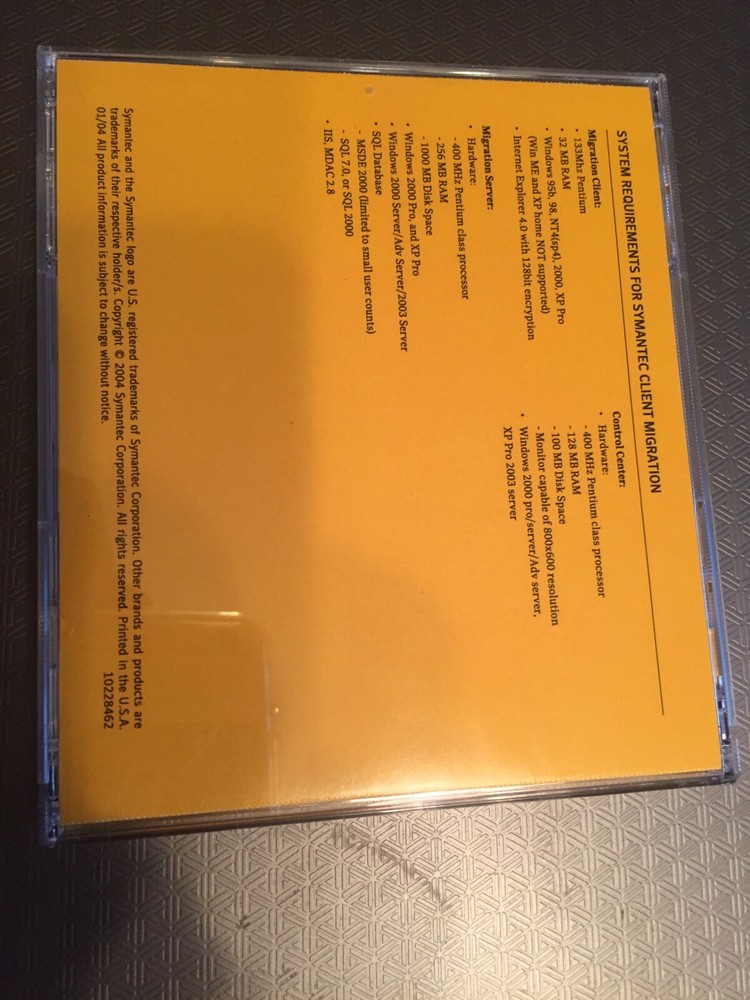 SYSTEM REQUIREMENTS FOR SYMANTEC CLIENT MIGRATION
Migration Client:
• 133Mhz Pentium
• 32 MB RAM
• Windows 95b, 98, NT4(sp4), 2000, XP Pro
(Win ME and XP home NOT supported)
• Internet Explorer 4.0 with 128bit encryption
Migration Server:
• Hardware:
- 400 MHz Pentium class processor
- 256 MB RAM
- 1000 MB Disk Space
• Windows 2000 Pro, and XP Pro
• Windows 2000 Server/Adv Server/2003 Server
• SQL Database
- MSDE 2000 (limited to small user counts)
- SQL 7.0, or SQL 2000
• IIS, MDAC 2.8
Control Center:
• Hardware:
- 400 MHz Pentium class processor
- 128 MB RAM
- 100 MB Disk Space
- Monitor capable of 800x600 resolution
• Windows 2000 pro/server/Adv server,
XP Pro 2003 server
Symantec and the Symantec logo are U.S. registered trademarks of Symantec Corporation. Other brands and products are
trademarks of their respective holder/s. Copyright © 2004 Symantec Corporation. All rights reserved. Printed in the U.S.A.
01/04 All product information is subject to change without notice.
10228462